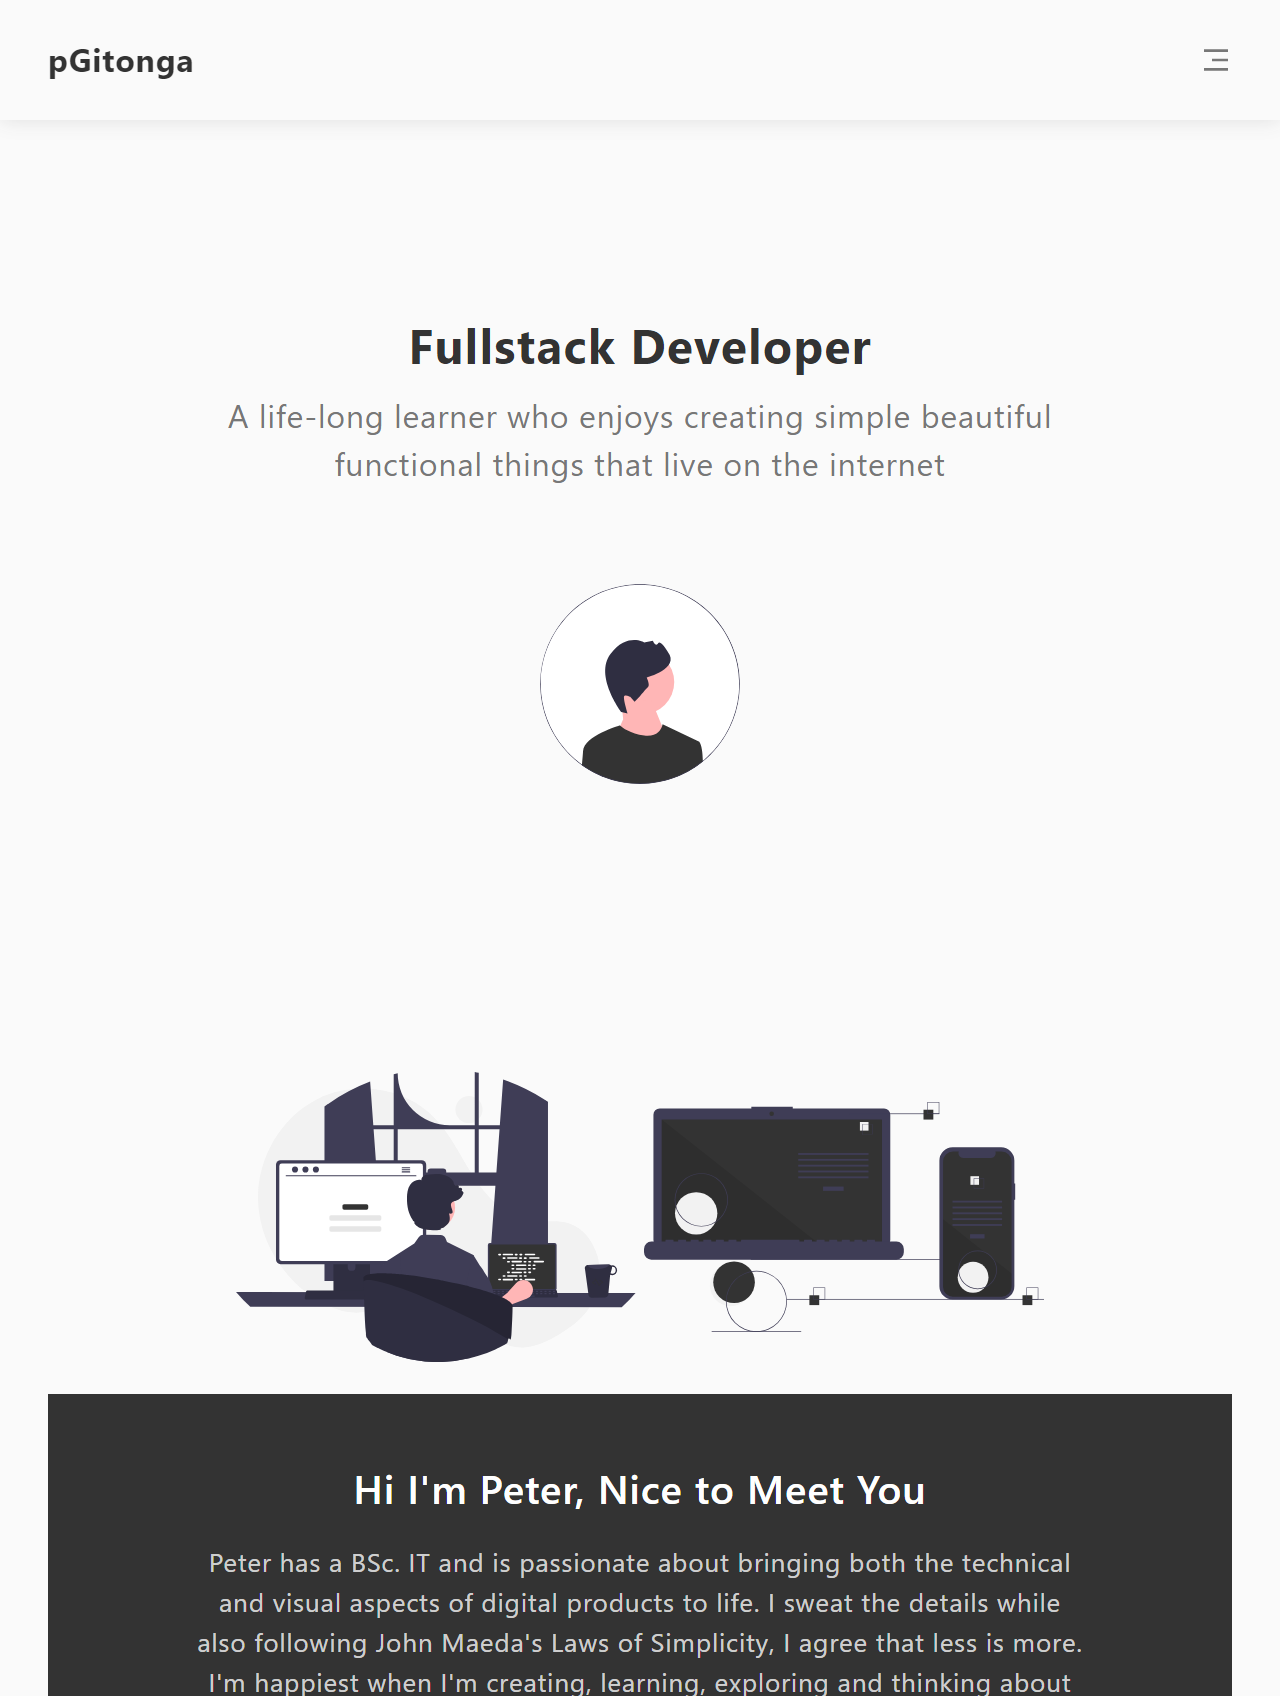 pGitonga
Fullstack Developer
A life-long learner who enjoys creating simple beautiful
functional things that live on the internet
Hi I'm Peter, Nice to Meet You
Peter has a BSc. IT and is passionate about bringing both the technical
and visual aspects of digital products to life. I sweat the details while
also following John Maeda's Laws of Simplicity, I agree that less is more.
I'm happiest when I'm creating, learning, exploring and thinking about